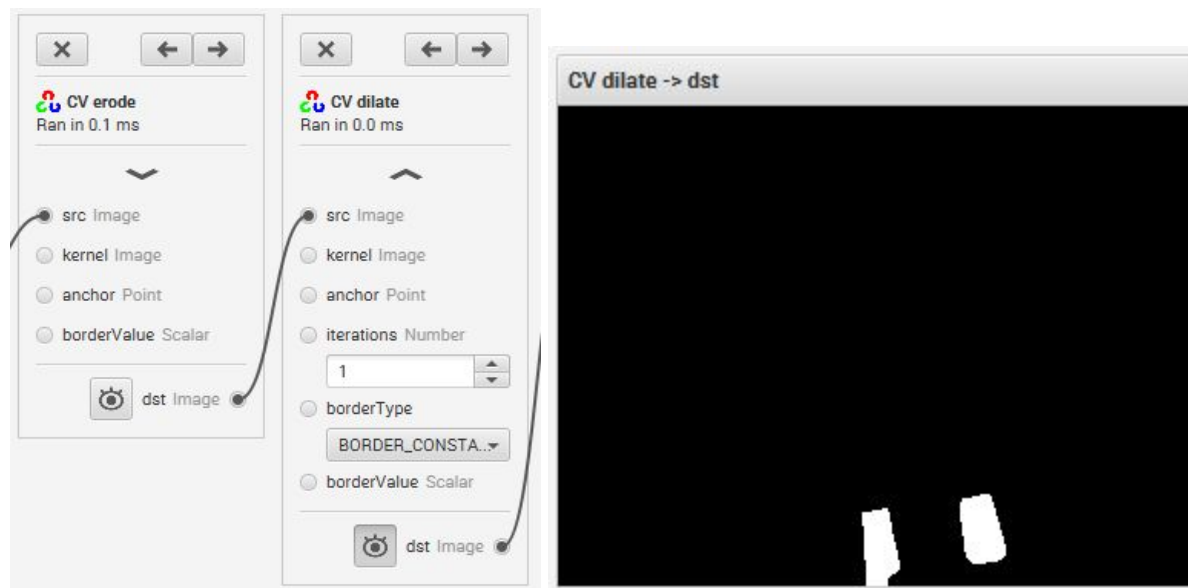 CV erode
Ran in 0.1 ms
src Image
kernel Image
anchor Point
borderValue Scalar
dst Image
CV dilate
Ran in 0.0 ms
src Image
kernel Image
anchor Point
iterations Number
1
borderType
BORDER_CONSTA...
borderValue Scalar
dst Image
CV dilate -> dst